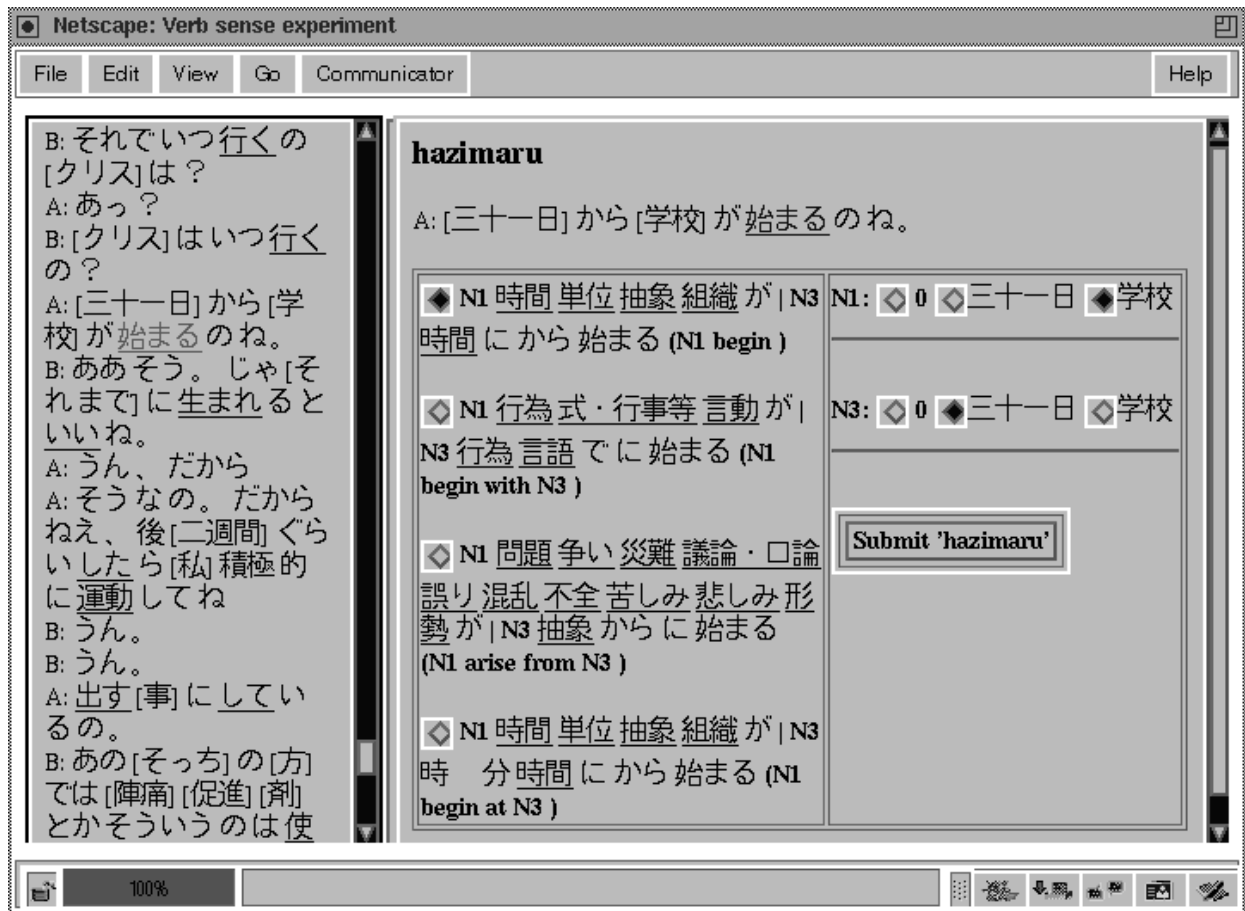 Netscape: Verb sense experiment
File Edit View Go Communicator Help
B: それでいつ行くの
[クリス]は？
A: あっ？
B: [クリス]はいつ行く
の？
A: [三十一日]から[学
校]が始まるのね。
B: ああそう。じゃ[そ
れまで]に生まれると
いいね。
A: うん、だから
A: そうなの。だから
ねえ、後[二週間]ぐら
いしたら[私]積極的
に運動してね
B: うん。
B: うん。
A: 出す[事]にしてい
るの。
B: あの[そっち]の[方]
では[陣痛][促進][剤]
とかそういうのは使
hazimaru
A: [三十一日]から[学校]が始まるのね。
N1 時間 単位 抽象 組織 が | N3
時間 に から 始まる (N1 begin )
N1 行為 式・行事等 言動 が |
N3 行為 言語 で に 始まる (N1
begin with N3 )
N1 問題 争い 災難 議論・口論
誤り 混乱 不全 苦しみ 悲しみ 形
勢 が | N3 抽象 から に 始まる
(N1 arise from N3 )
N1 時間 単位 抽象 組織 が | N3
時　分 時間 に から 始まる (N1
begin at N3 )
N1: 0 三十一日 学校
N3: 0 三十一日 学校
Submit 'hazimaru'
100%